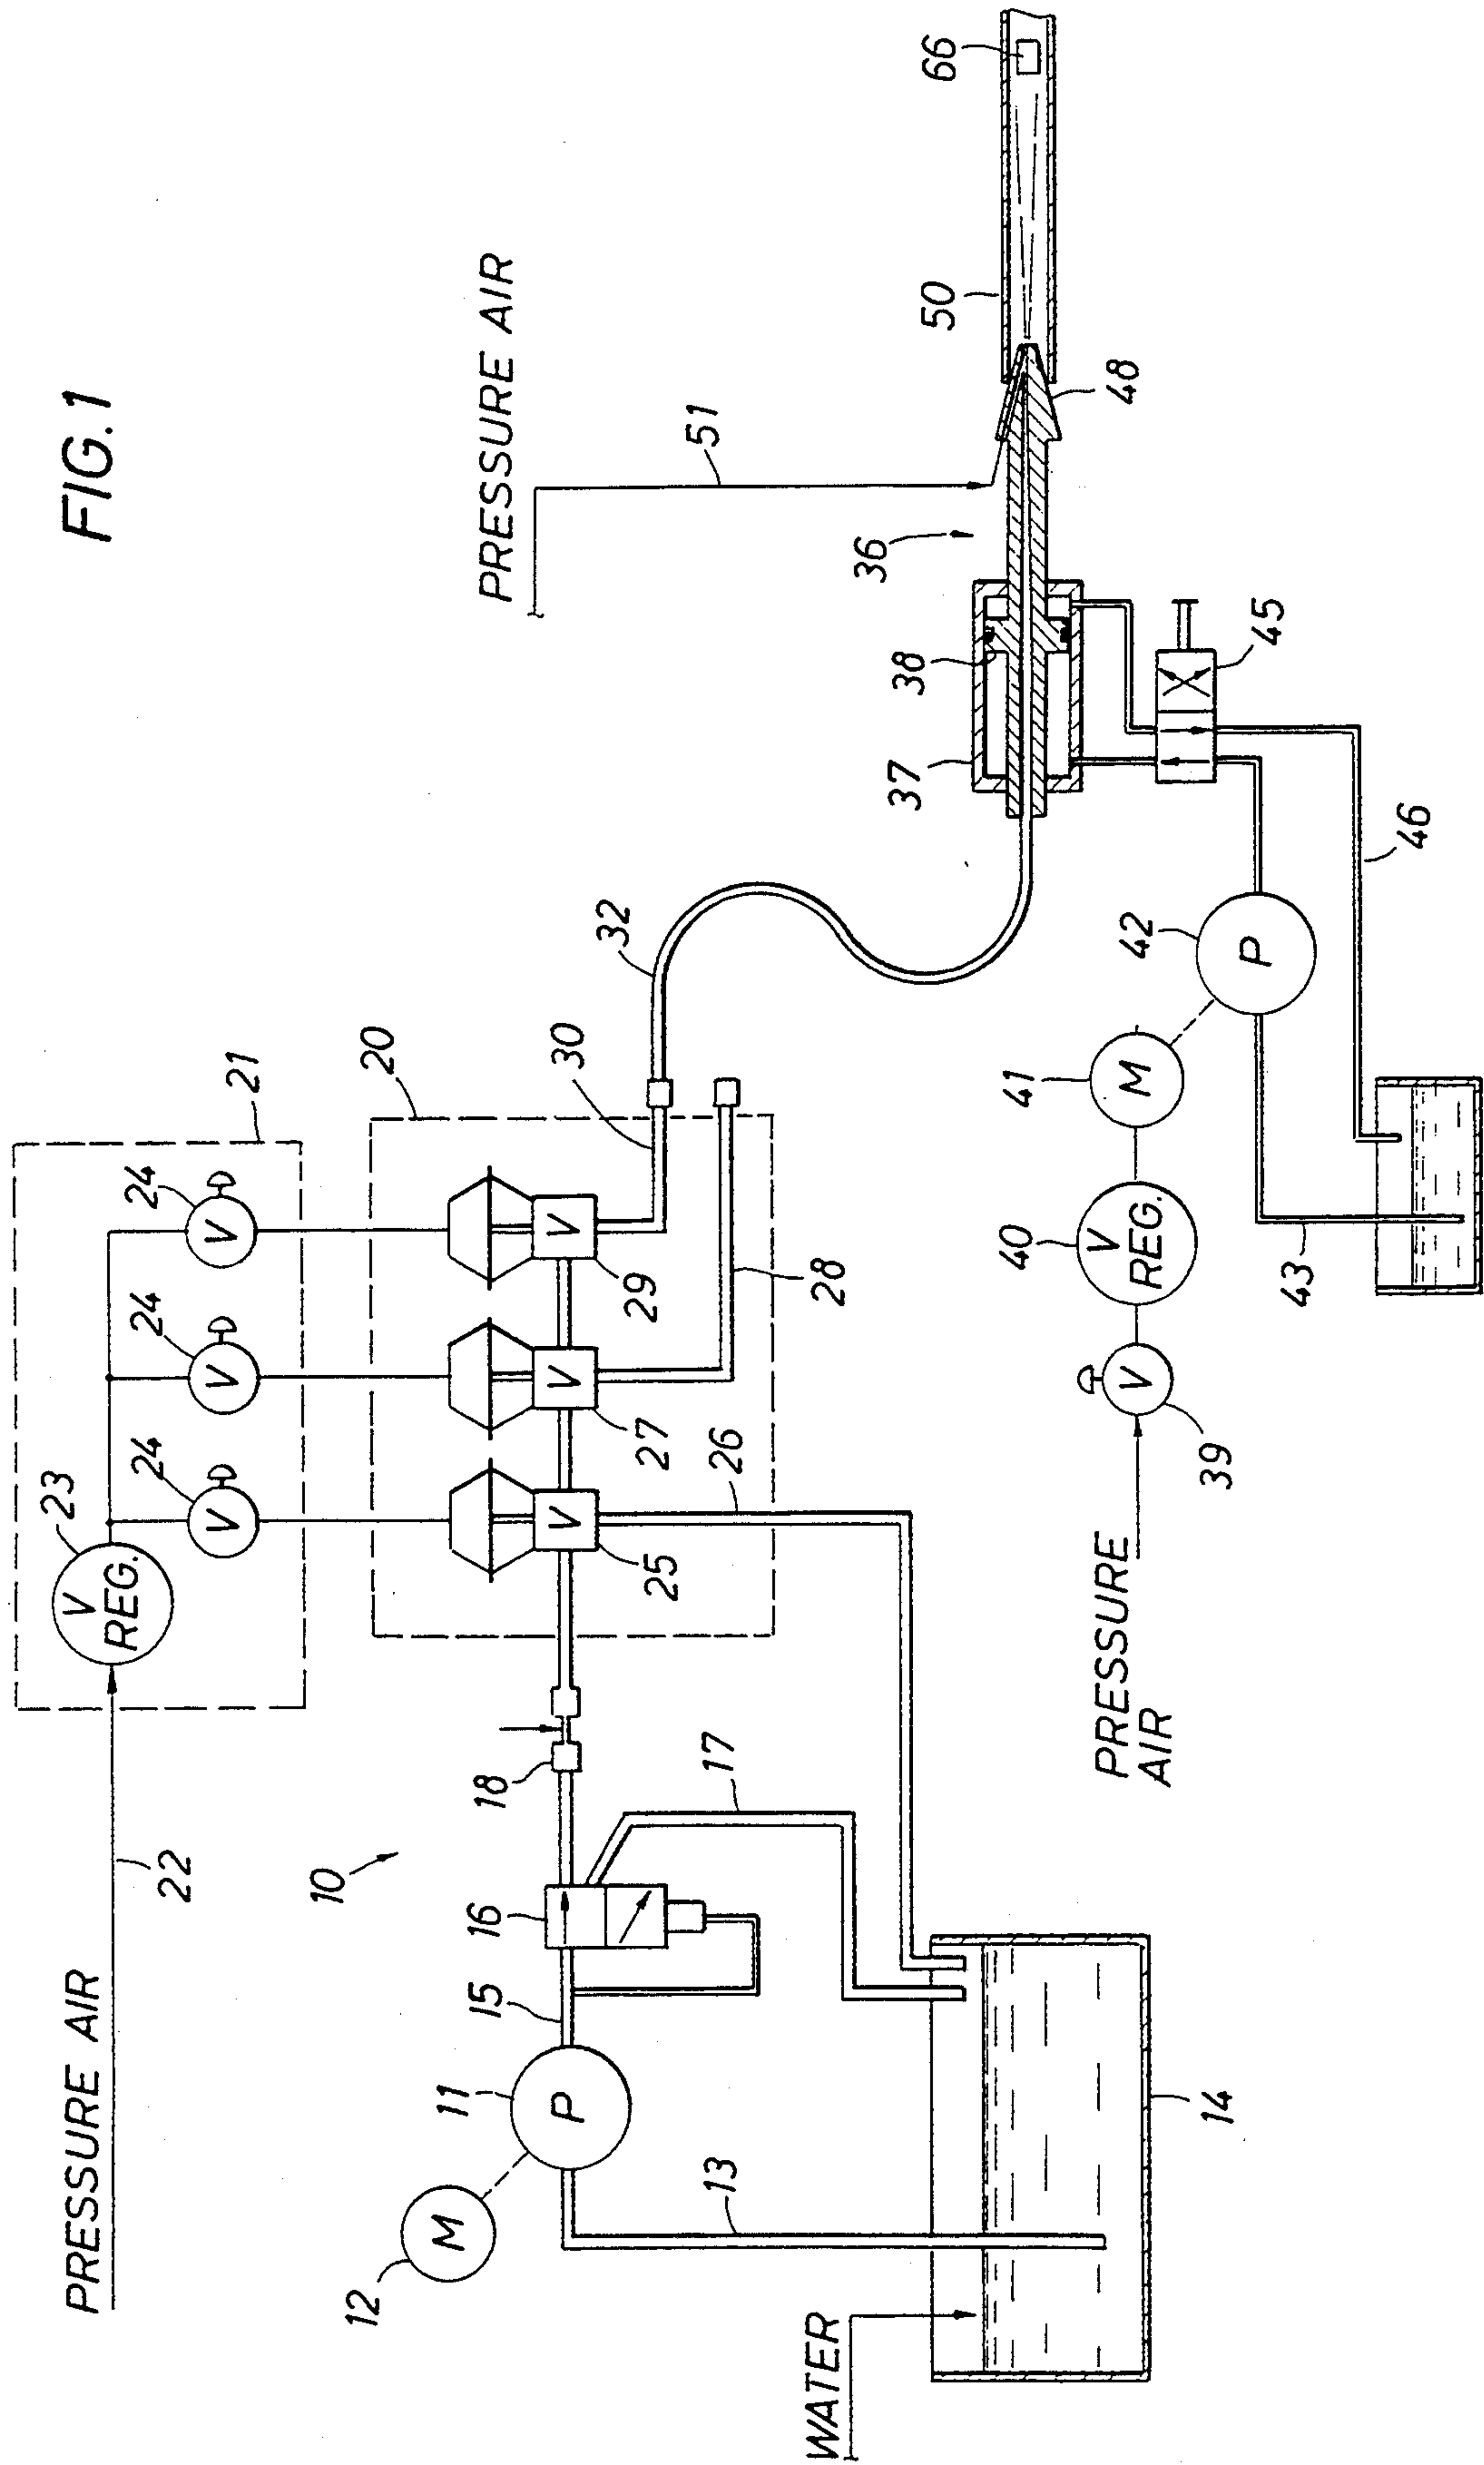 FIG.1
PRESSURE AIR
22
23
V
REG.
24
V
24
V
24
V
21
20
25
V
27
V
29
V
30
32
26
28
10
12
M
11
P
15
16
17
18
13
14
WATER
PRESSURE AIR
51
36
37
38
48
50
66
45
46
42
P
41
M
40
V
REG.
39
V
43
PRESSURE
AIR